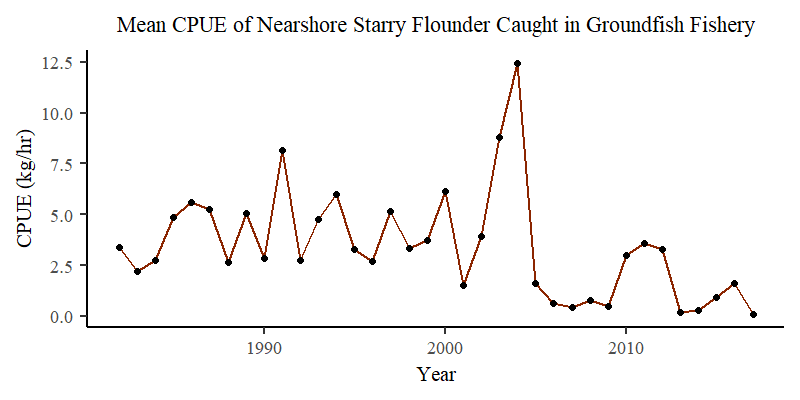 Mean CPUE of Nearshore Starry Flounder Caught in Groundfish Fishery
CPUE (kg/hr)
12.5
10.0
7.5
5.0
2.5
0.0
1990 2000 2010
Year